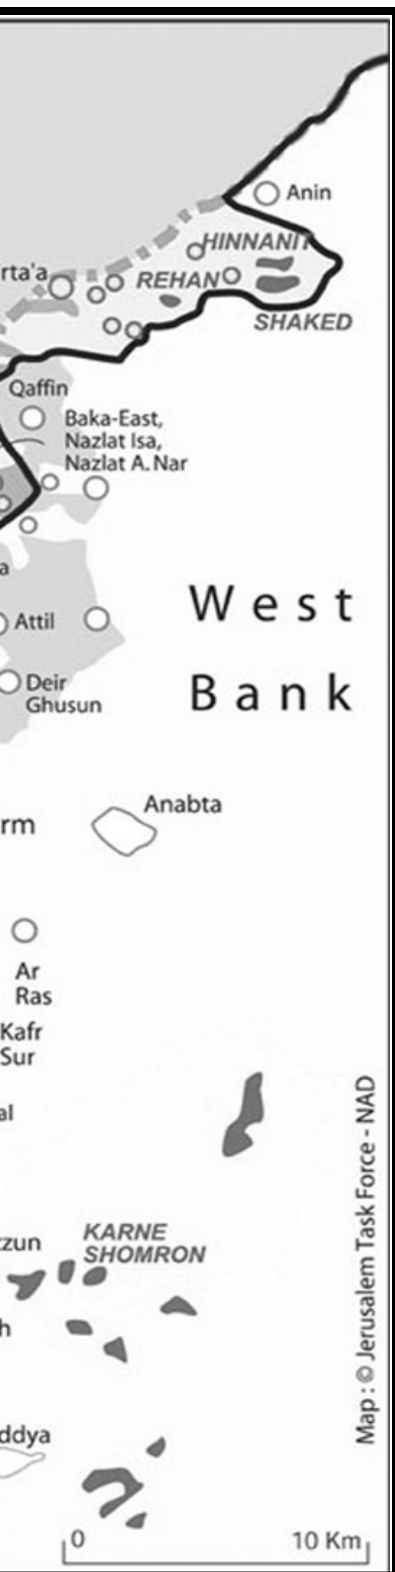 Anin
HINNANIT
rta'a
REHAN
SHAKED
Qaffin
Baka-East,
Nazlat Isa,
Nazlat A. Nar
a
West
Attil
Bank
Deir
Ghusun
Anabta
rm
Ar
Ras
Kafr
Sur
al
Map : © Jerusalem Task Force - NAD
zun
KARNE
SHOMRON
h
ddya
0
10 Km